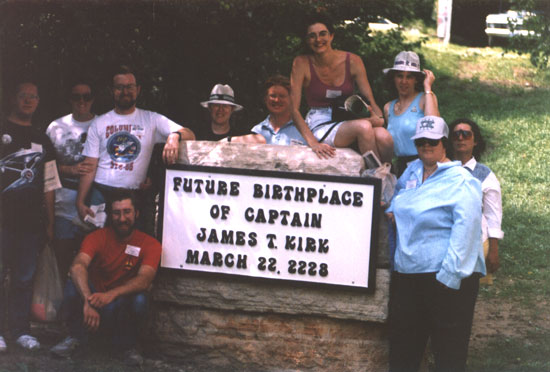 FUTURE BIRTHPLACE
OF CAPTAIN
JAMES T. KIRK
MARCH 22, 2228